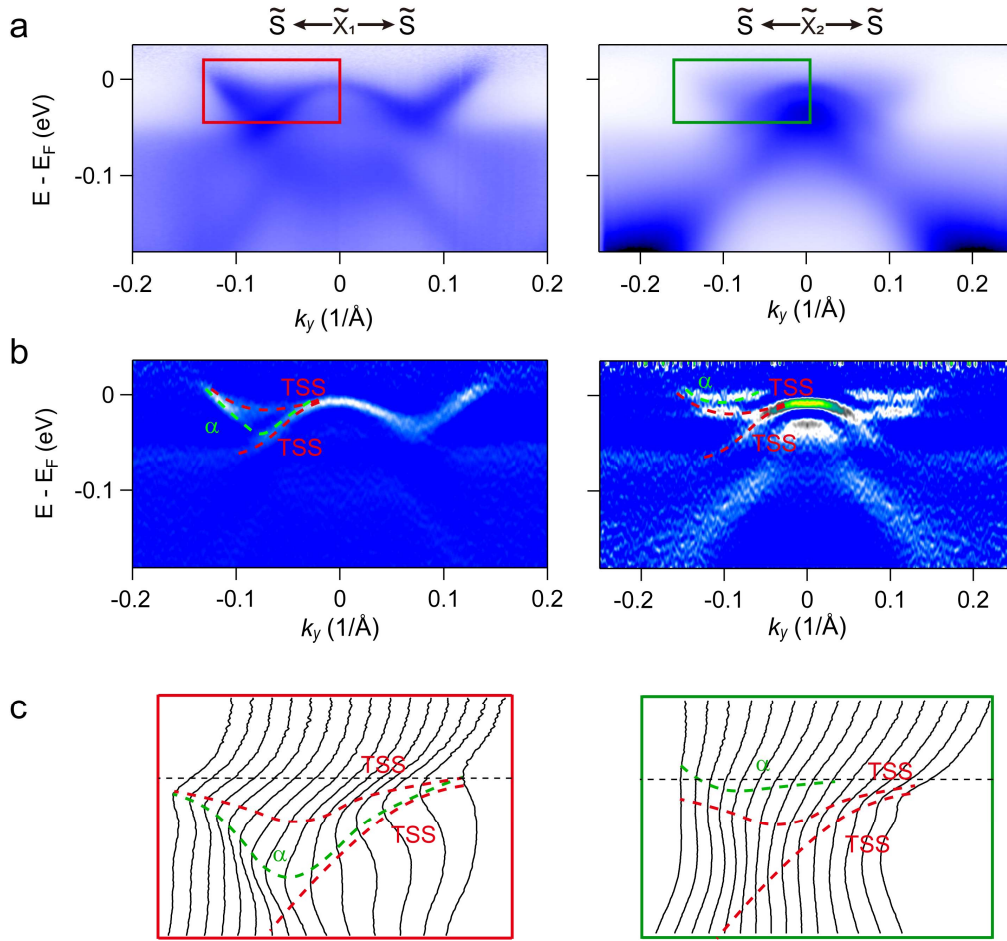 a
S̃ ← X̃₁ → S̃
S̃ ← X̃₂ → S̃
E - E_F (eV)
0
-0.1
-0.2 -0.1 0 0.1 0.2
k_y (1/Å)
-0.2 -0.1 0 0.1 0.2
k_y (1/Å)
b
E - E_F (eV)
0
-0.1
TSS
α
TSS
-0.2 -0.1 0 0.1 0.2
k_y (1/Å)
α
TSS
TSS
-0.2 -0.1 0 0.1 0.2
k_y (1/Å)
c
TSS
TSS
α
α
TSS
TSS